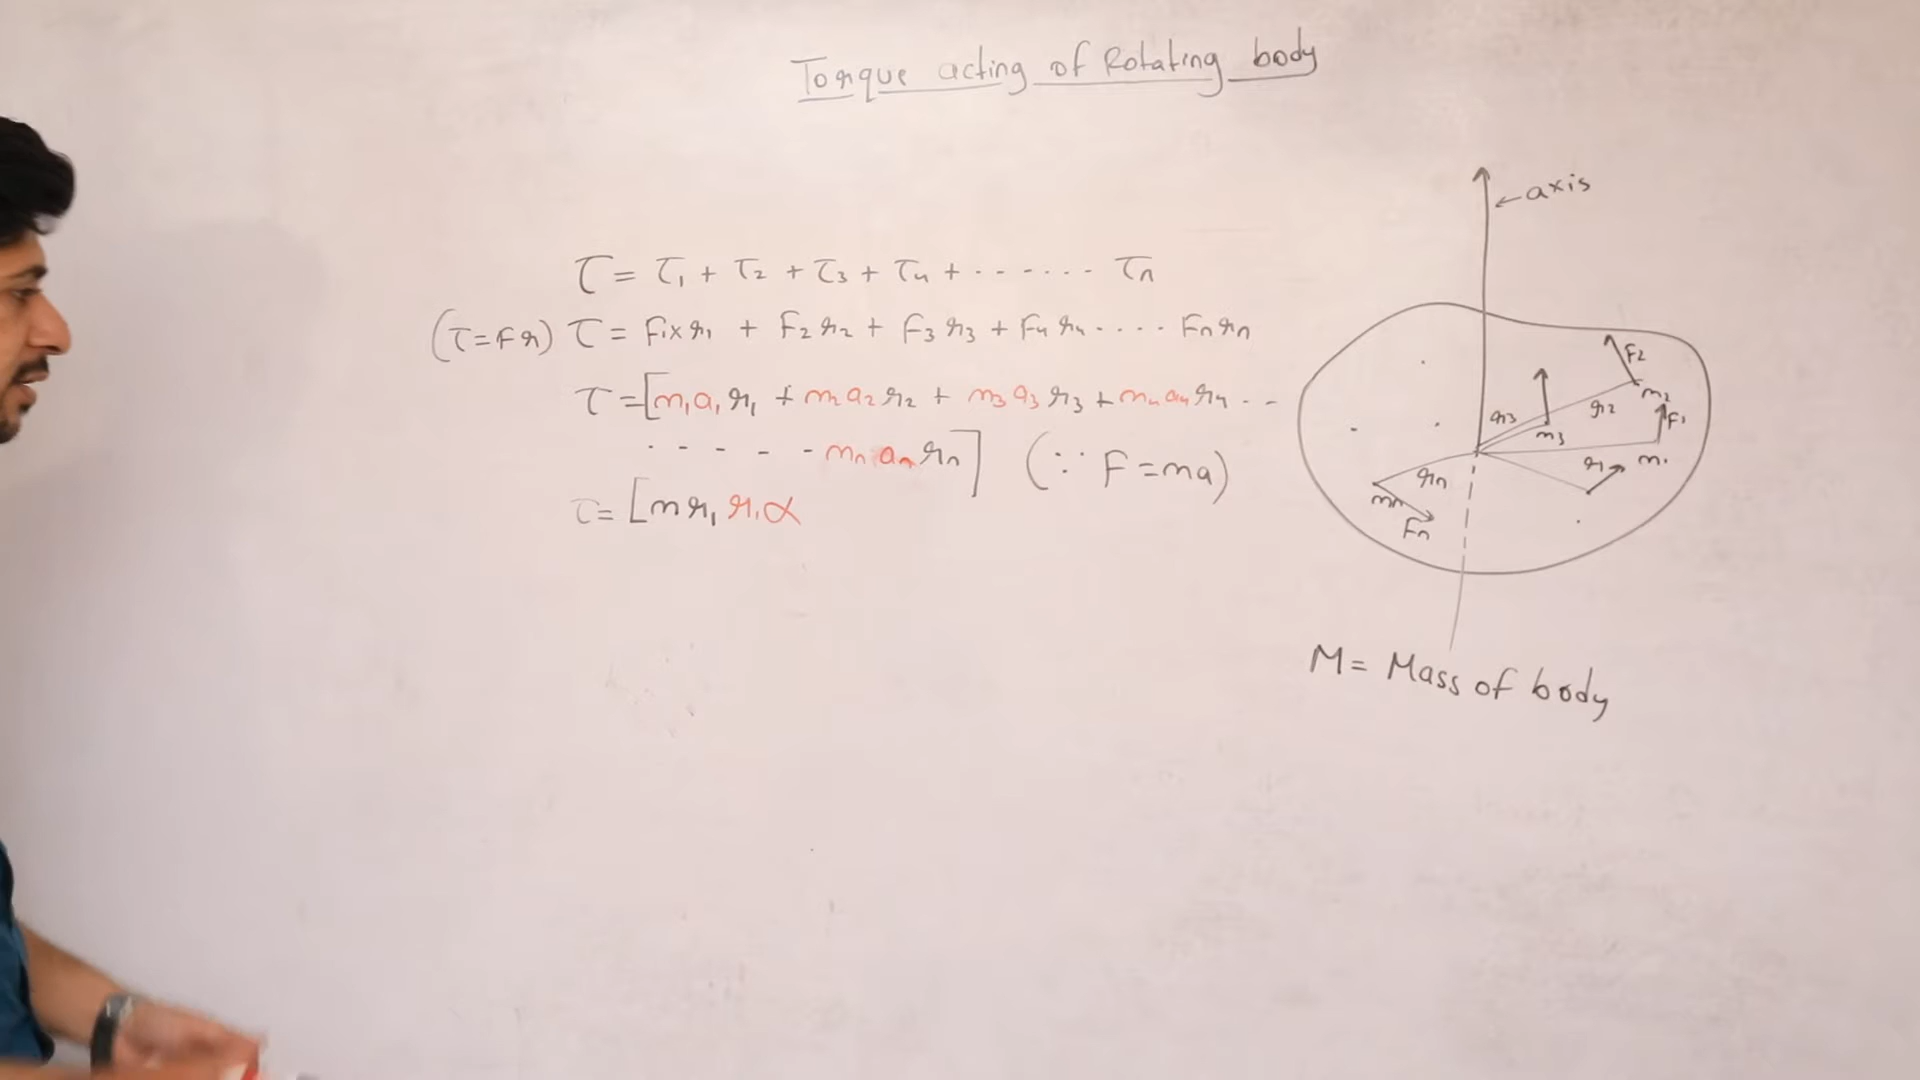 Torque acting of Rotating body
← axis
τ = τ₁ + τ₂ + τ₃ + τ₄ + - - - - - - τₙ
(τ = Fr) τ = F₁×r₁ + F₂r₂ + F₃r₃ + F₄r₄ . . . . Fₙrₙ
τ = [m₁a₁r₁ + m₂a₂r₂ + m₃a₃r₃ + m₄a₄r₄ - -
- - - - - mₙaₙrₙ] (∵ F = ma)
τ = [mr₁ r₁α
F₂
m₂
r₃ r₂ F₁
m₃
r₁ m₁
rₙ
mₙ
Fₙ
M = Mass of body